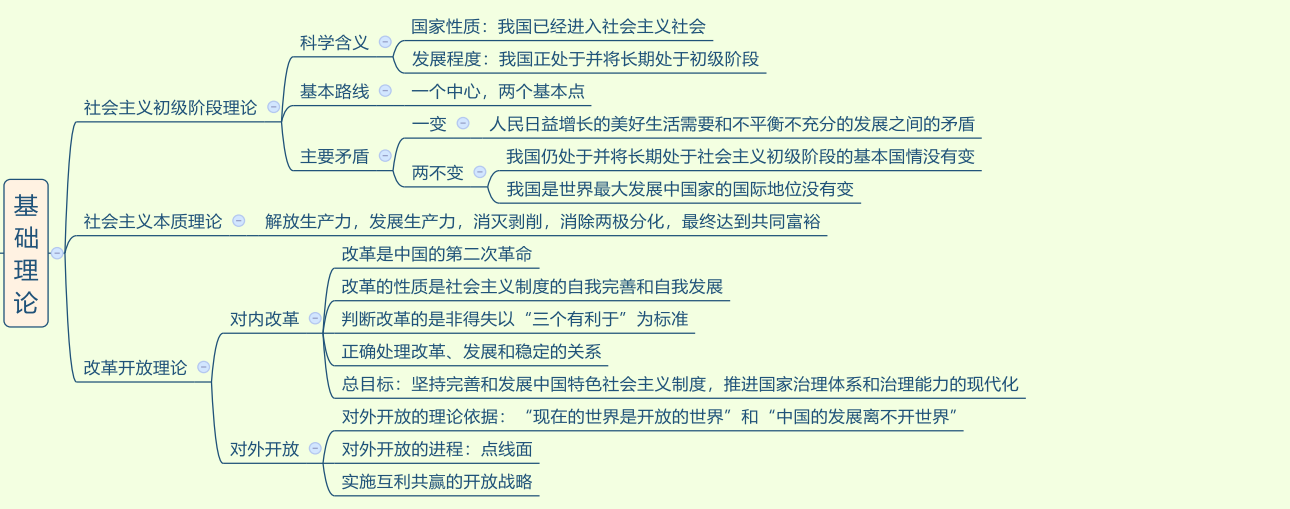 基础理论
社会主义初级阶段理论
科学含义
国家性质：我国已经进入社会主义社会
发展程度：我国正处于并将长期处于初级阶段
基本路线
一个中心，两个基本点
主要矛盾
一变
人民日益增长的美好生活需要和不平衡不充分的发展之间的矛盾
两不变
我国仍处于并将长期处于社会主义初级阶段的基本国情没有变
我国是世界最大发展中国家的国际地位没有变
社会主义本质理论
解放生产力，发展生产力，消灭剥削，消除两极分化，最终达到共同富裕
改革开放理论
对内改革
改革是中国的第二次革命
改革的性质是社会主义制度的自我完善和自我发展
判断改革的是非得失以“三个有利于”为标准
正确处理改革、发展和稳定的关系
总目标：坚持完善和发展中国特色社会主义制度，推进国家治理体系和治理能力的现代化
对外开放
对外开放的理论依据：“现在的世界是开放的世界”和“中国的发展离不开世界”
对外开放的进程：点线面
实施互利共赢的开放战略